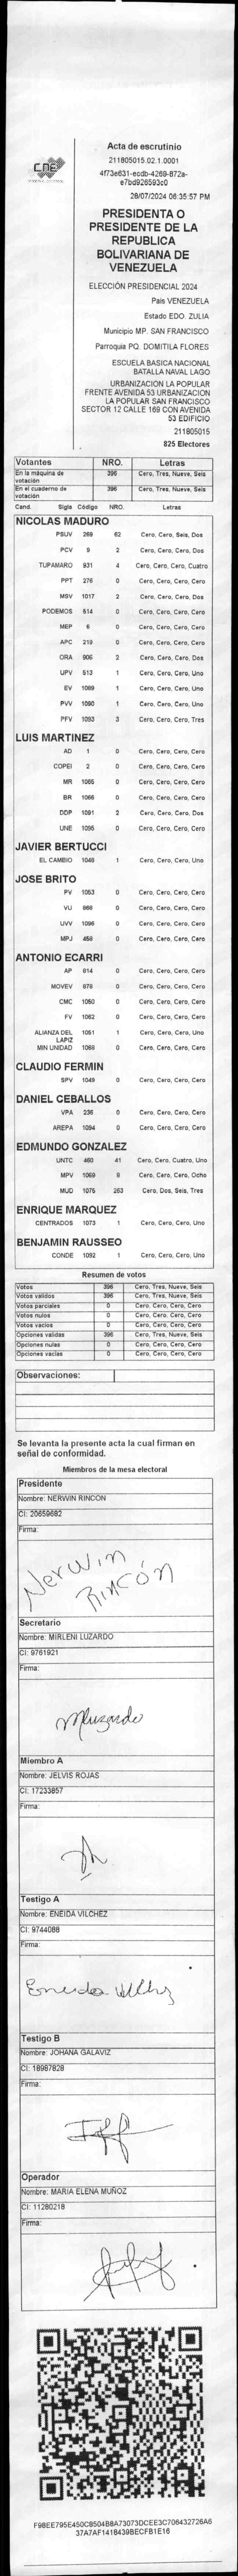 CNE
Acta de escrutinio
211805015.02.1.0001
4f73e631-ecdb-4269-872a-
e7bd926593c0
28/07/2024 06:35:57 PM
PRESIDENTA O
PRESIDENTE DE LA
REPUBLICA
BOLIVARIANA DE
VENEZUELA
ELECCIÓN PRESIDENCIAL 2024
País VENEZUELA
Estado EDO. ZULIA
Municipio MP. SAN FRANCISCO
Parroquia PQ. DOMITILA FLORES
ESCUELA BASICA NACIONAL
BATALLA NAVAL LAGO
URBANIZACION LA POPULAR
FRENTE AVENIDA 53 URBANIZACION
LA POPULAR SAN FRANCISCO
SECTOR 12 CALLE 169 CON AVENIDA
53 EDIFICIO
211805015
825 Electores
Votantes NRO. Letras
En la máquina de votación 396 Cero, Tres, Nueve, Seis
En el cuaderno de votación 396 Cero, Tres, Nueve, Seis
Cand. Sigla Código NRO. Letras
NICOLAS MADURO
PSUV 269 62 Cero, Cero, Seis, Dos
PCV 9 2 Cero, Cero, Cero, Dos
TUPAMARO 931 4 Cero, Cero, Cero, Cuatro
PPT 276 0 Cero, Cero, Cero, Cero
MSV 1017 2 Cero, Cero, Cero, Dos
PODEMOS 514 0 Cero, Cero, Cero, Cero
MEP 6 0 Cero, Cero, Cero, Cero
APC 219 0 Cero, Cero, Cero, Cero
ORA 906 2 Cero, Cero, Cero, Dos
UPV 513 1 Cero, Cero, Cero, Uno
EV 1089 1 Cero, Cero, Cero, Uno
PVV 1090 1 Cero, Cero, Cero, Uno
PFV 1093 3 Cero, Cero, Cero, Tres
LUIS MARTINEZ
AD 1 0 Cero, Cero, Cero, Cero
COPEI 2 0 Cero, Cero, Cero, Cero
MR 1055 0 Cero, Cero, Cero, Cero
BR 1066 0 Cero, Cero, Cero, Cero
DDP 1091 2 Cero, Cero, Cero, Dos
UNE 1095 0 Cero, Cero, Cero, Cero
JAVIER BERTUCCI
EL CAMBIO 1048 1 Cero, Cero, Cero, Uno
JOSE BRITO
PV 1053 0 Cero, Cero, Cero, Cero
VU 868 0 Cero, Cero, Cero, Cero
UVV 1096 0 Cero, Cero, Cero, Cero
MPJ 458 0 Cero, Cero, Cero, Cero
ANTONIO ECARRI
AP 614 0 Cero, Cero, Cero, Cero
MOVEV 878 0 Cero, Cero, Cero, Cero
CMC 1050 0 Cero, Cero, Cero, Cero
FV 1062 0 Cero, Cero, Cero, Cero
ALIANZA DEL LAPIZ 1051 1 Cero, Cero, Cero, Uno
MIN UNIDAD 1068 0 Cero, Cero, Cero, Cero
CLAUDIO FERMIN
SPV 1049 0 Cero, Cero, Cero, Cero
DANIEL CEBALLOS
VPA 236 0 Cero, Cero, Cero, Cero
AREPA 1094 0 Cero, Cero, Cero, Cero
EDMUNDO GONZALEZ
UNTC 460 41 Cero, Cero, Cuatro, Uno
MPV 1069 8 Cero, Cero, Cero, Ocho
MUD 1075 263 Cero, Dos, Seis, Tres
ENRIQUE MARQUEZ
CENTRADOS 1073 1 Cero, Cero, Cero, Uno
BENJAMIN RAUSSEO
CONDE 1092 1 Cero, Cero, Cero, Uno
Resumen de votos
Votos 396 Cero, Tres, Nueve, Seis
Votos validos 396 Cero, Tres, Nueve, Seis
Votos parciales 0 Cero, Cero, Cero, Cero
Votos nulos 0 Cero, Cero, Cero, Cero
Votos vacios 0 Cero, Cero, Cero, Cero
Opciones validas 396 Cero, Tres, Nueve, Seis
Opciones nulas 0 Cero, Cero, Cero, Cero
Opciones vacias 0 Cero, Cero, Cero, Cero
Observaciones:
Se levanta la presente acta la cual firman en
señal de conformidad.
Miembros de la mesa electoral
Presidente
Nombre: NERWIN RINCON
CI: 20659682
Firma:
Nerwin
Rincón
Secretario
Nombre: MIRLENI LUZARDO
CI: 9761921
Firma:
MLuzardo
Miembro A
Nombre: JELVIS ROJAS
CI: 17233857
Firma:
Testigo A
Nombre: ENEIDA VILCHEZ
CI: 9744088
Firma:
Eneida Vilchz
Testigo B
Nombre: JOHANA GALAVIZ
CI: 18987828
Firma:
Operador
Nombre: MARIA ELENA MUÑOZ
CI: 11280218
Firma:
F98EE795E450C8504B8A73073DCEE3C706432726A6
37A7AF1418439BECFB1E16